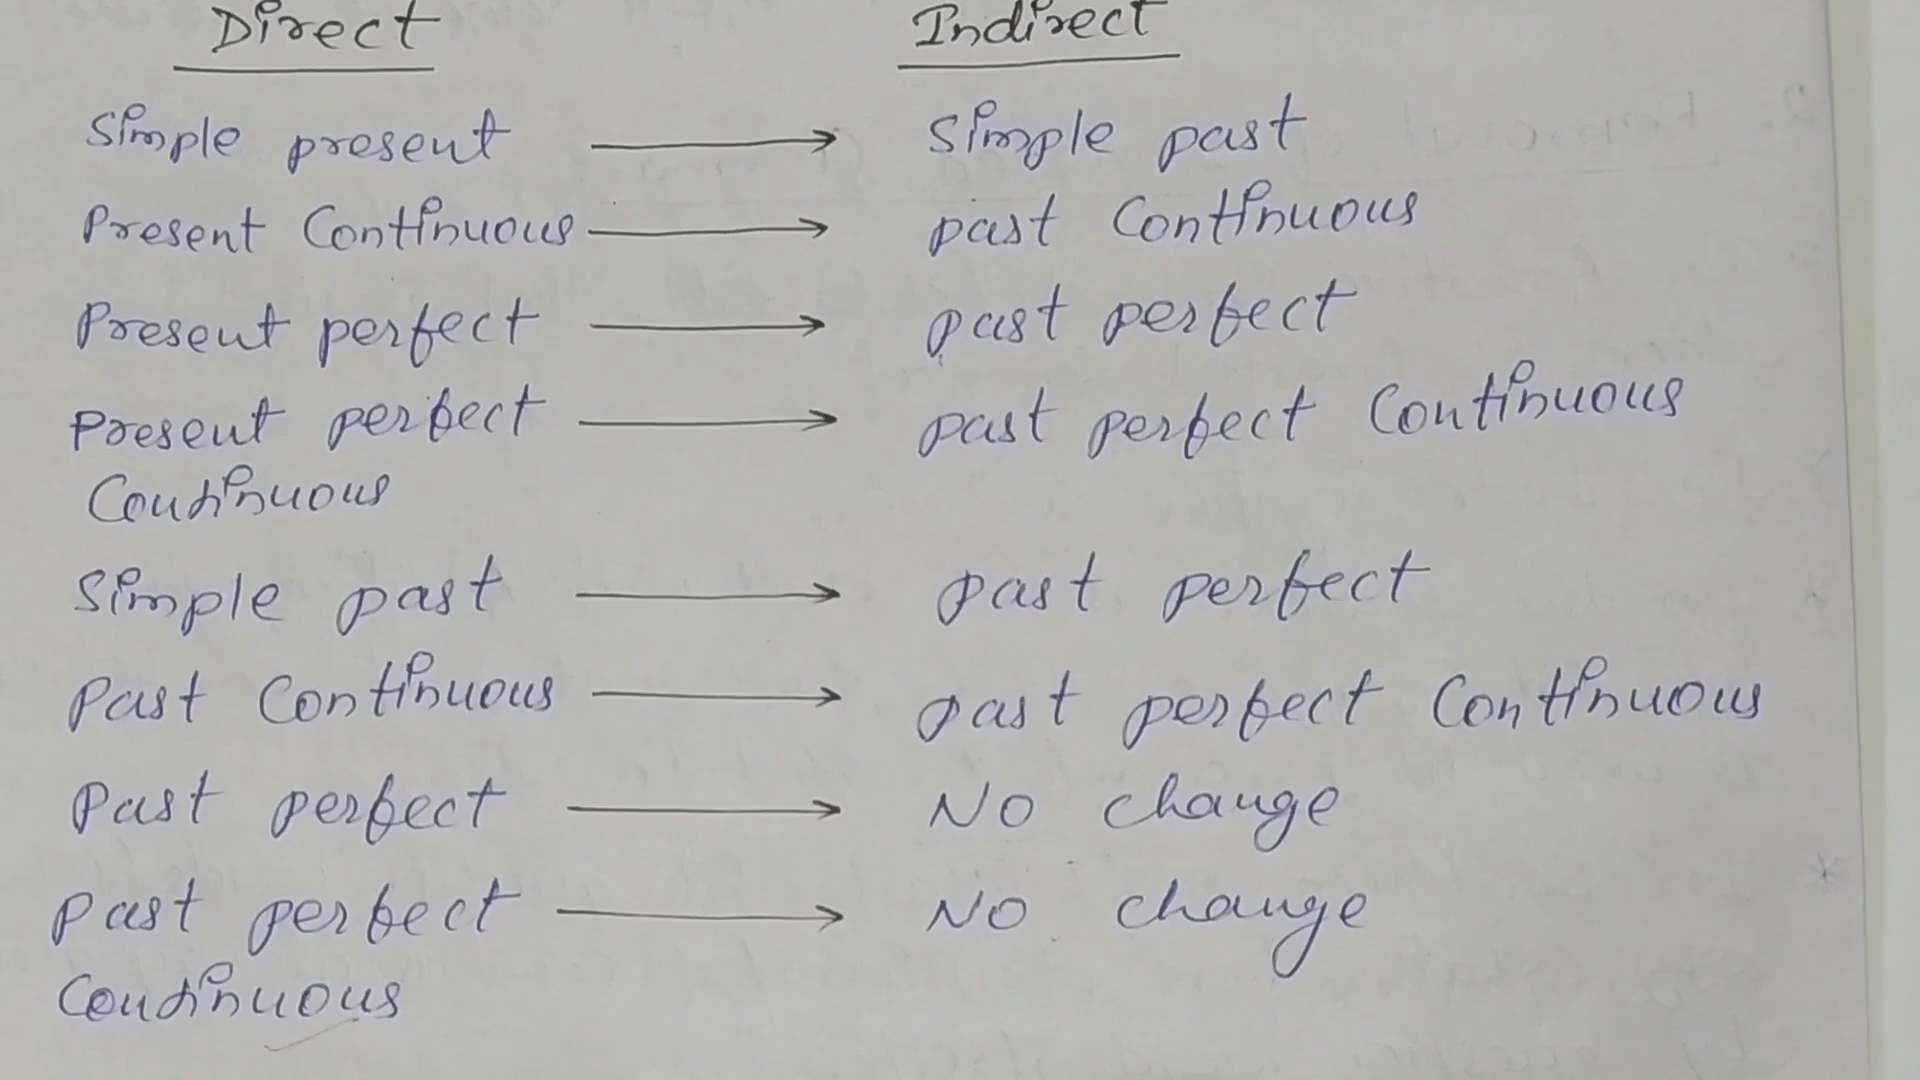 Direct Indirect
Simple present → Simple past
Present Continuous → past Continuous
Present perfect → past perfect
Present perfect → past perfect Continuous
Continuous
Simple past → past perfect
Past Continuous → past perfect Continuous
Past perfect → No change
Past perfect → No change
Continuous